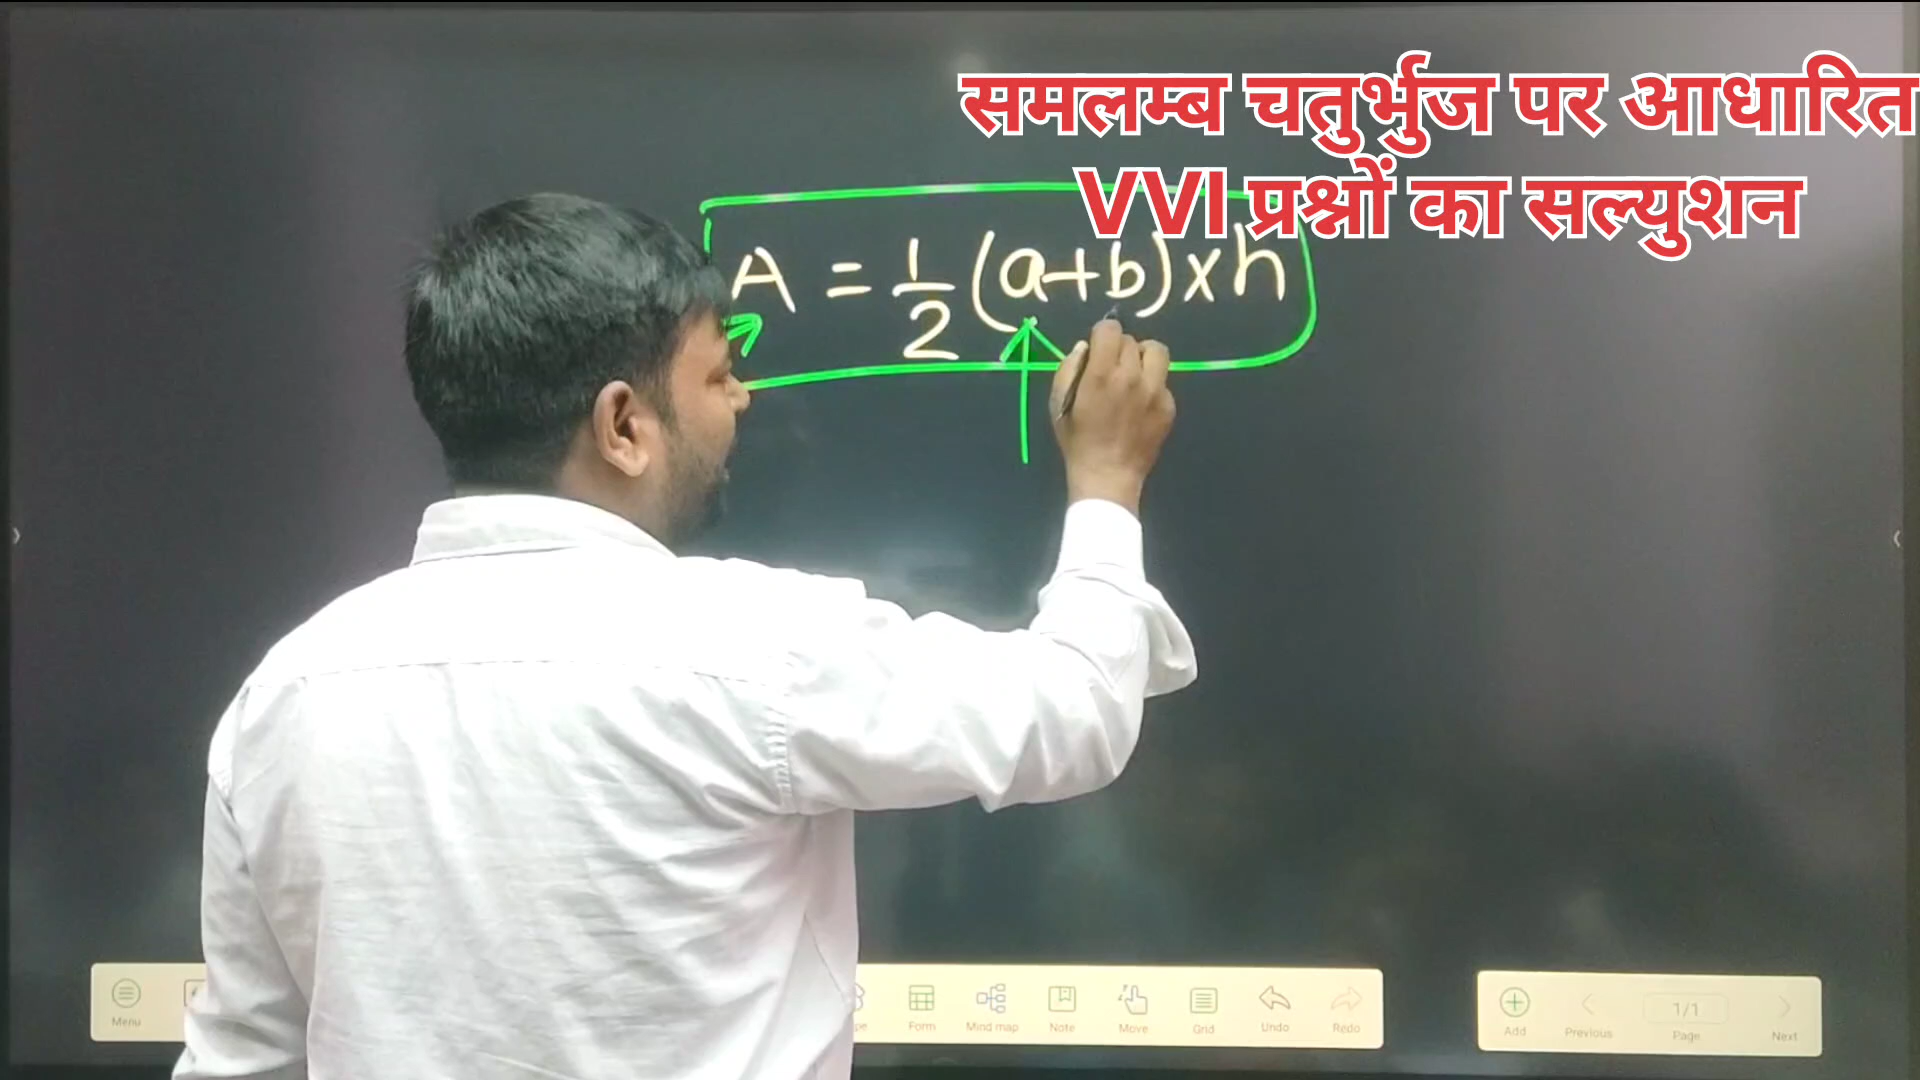 समलम्ब चतुर्भुज पर आधारित
VVI प्रश्नों का सल्युशन
A = 1/2 (a+b)xh
Menu
Form Mind map Note Move Grid Undo Redo
Add Previous 1/1 Page Next